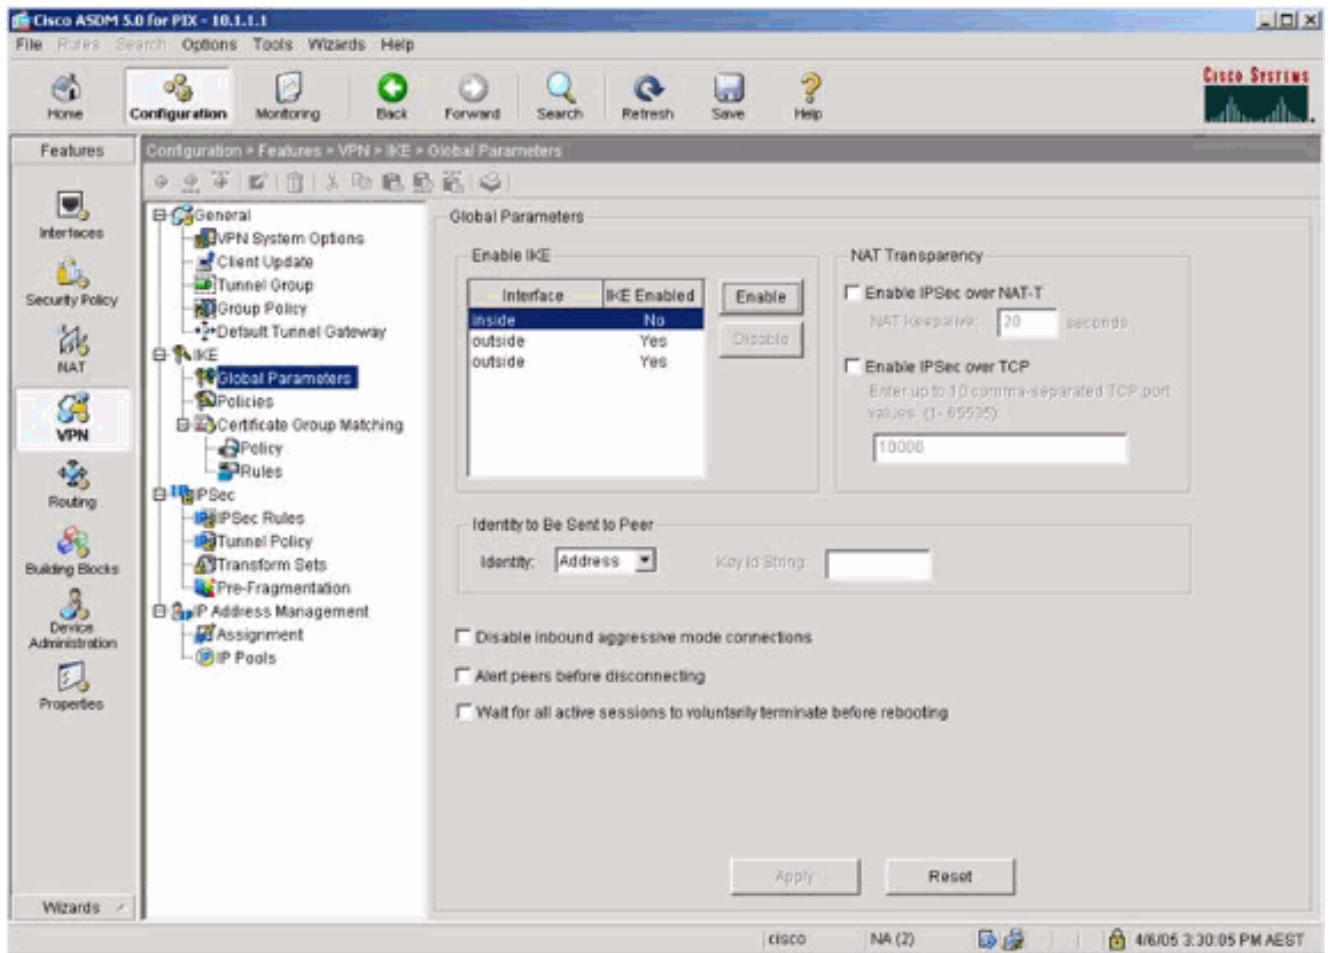 Cisco ASDM 5.0 for PIX - 10.1.1.1
File Rules Search Options Tools Wizards Help
Home Configuration Monitoring Back Forward Search Refresh Save Help
CISCO SYSTEMS
Features
Configuration > Features > VPN > IKE > Global Parameters
Interfaces
Security Policy
NAT
VPN
Routing
Building Blocks
Device Administration
Properties
Wizards
General
VPN System Options
Client Update
Tunnel Group
Group Policy
Default Tunnel Gateway
IKE
Global Parameters
Policies
Certificate Group Matching
Policy
Rules
IPSec
IPSec Rules
Tunnel Policy
Transform Sets
Pre-Fragmentation
IP Address Management
Assignment
IP Pools
Global Parameters
Enable IKE
Interface IKE Enabled
inside No
outside Yes
outside Yes
Enable
Disable
NAT Transparency
Enable IPSec over NAT-T
NAT Keepalive: 20 seconds
Enable IPSec over TCP
Enter up to 10 comma-separated TCP port
values (1- 65535):
10000
Identity to Be Sent to Peer
Identity: Address Key Id String:
Disable inbound aggressive mode connections
Alert peers before disconnecting
Wait for all active sessions to voluntarily terminate before rebooting
Apply Reset
cisco NA (2) 4/6/05 3:30:05 PM AEST